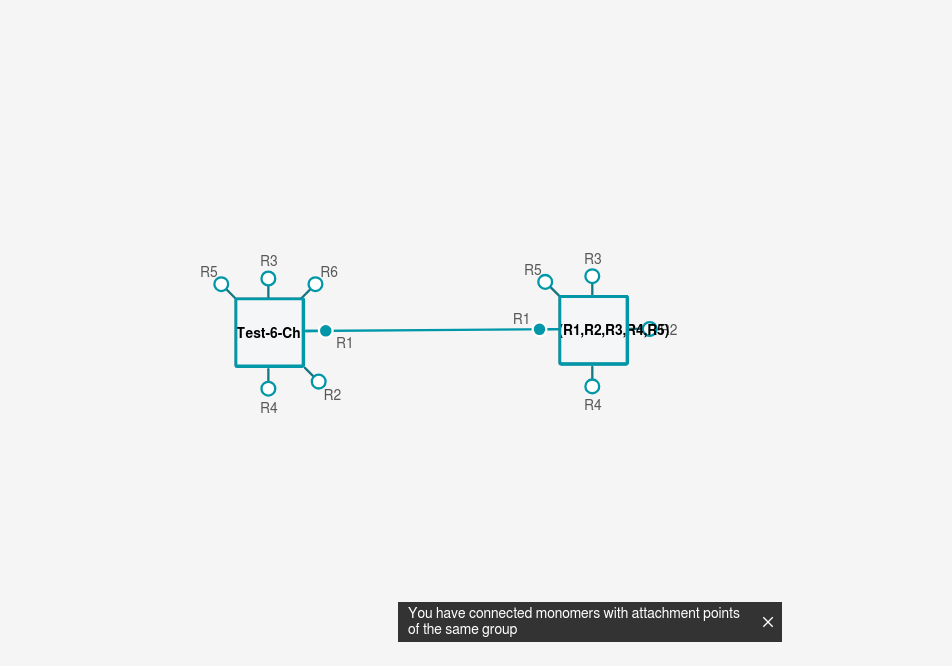 R5
R3
R6
Test-6-Ch
R1
R2
R4
R5
R3
R1
(R1,R2,R3,R4,R5)
R2
R4
You have connected monomers with attachment points
of the same group